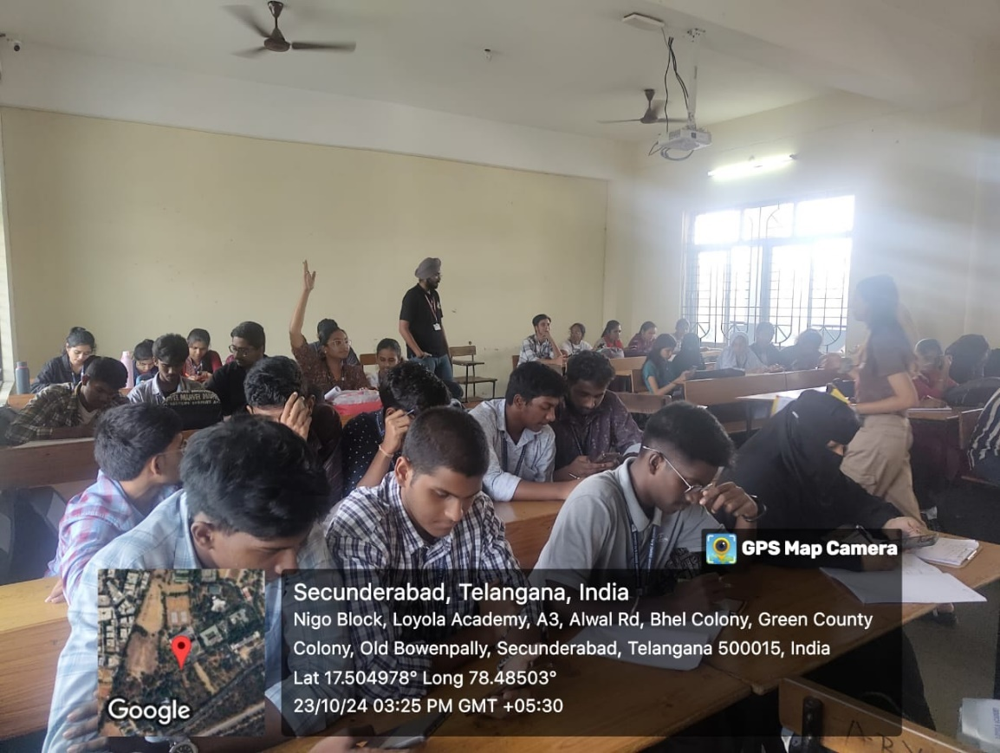 GPS Map Camera
Secunderabad, Telangana, India
Nigo Block, Loyola Academy, A3, Alwal Rd, Bhel Colony, Green County
Colony, Old Bowenpally, Secunderabad, Telangana 500015, India
Lat 17.504978° Long 78.48503°
23/10/24 03:25 PM GMT +05:30
Google